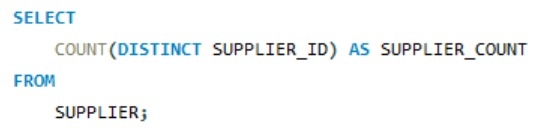 SELECT
COUNT(DISTINCT SUPPLIER_ID) AS SUPPLIER_COUNT
FROM
SUPPLIER;